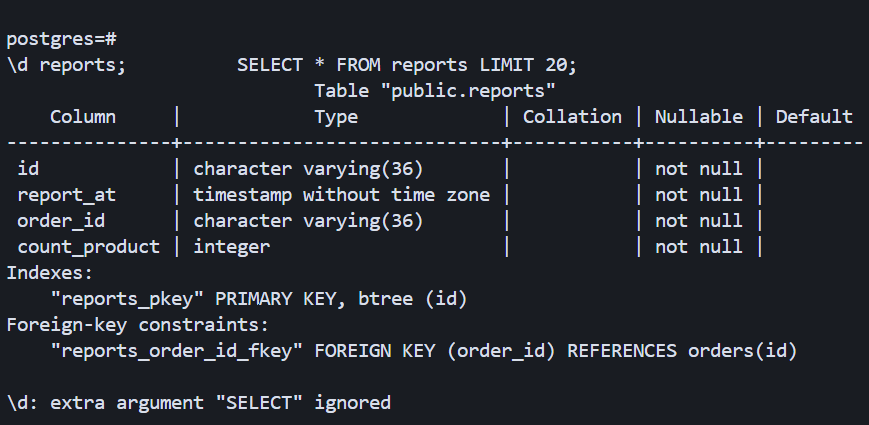 postgres=#
\d reports;          SELECT * FROM reports LIMIT 20;
                            Table "public.reports"
    Column     |            Type             | Collation | Nullable | Default
---------------+-----------------------------+-----------+----------+---------
 id            | character varying(36)       |           | not null |
 report_at     | timestamp without time zone |           | not null |
 order_id      | character varying(36)       |           | not null |
 count_product | integer                     |           | not null |
Indexes:
    "reports_pkey" PRIMARY KEY, btree (id)
Foreign-key constraints:
    "reports_order_id_fkey" FOREIGN KEY (order_id) REFERENCES orders(id)

\d: extra argument "SELECT" ignored